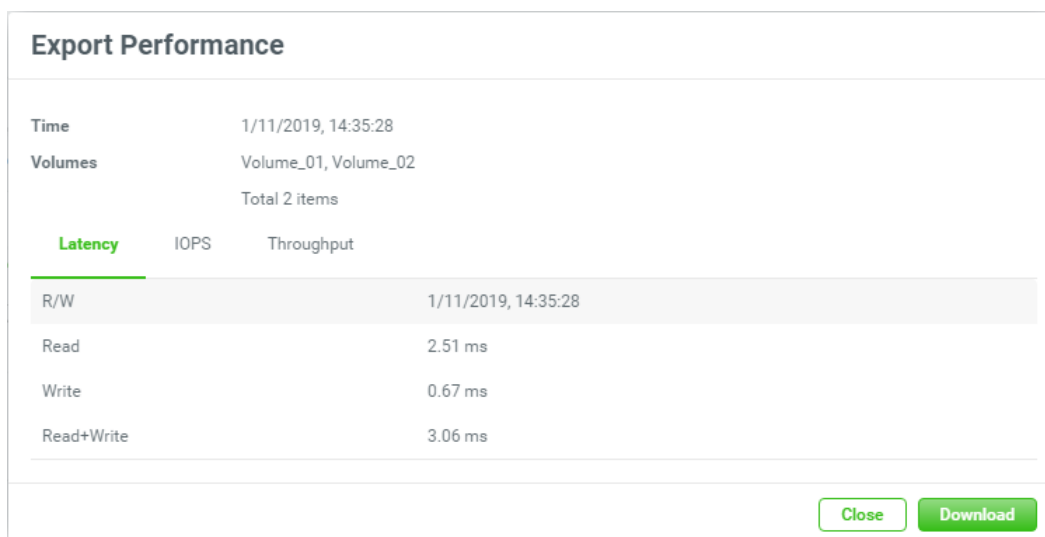 Export Performance
Time 1/11/2019, 14:35:28
Volumes Volume_01, Volume_02
Total 2 items
Latency IOPS Throughput
R/W 1/11/2019, 14:35:28
Read 2.51 ms
Write 0.67 ms
Read+Write 3.06 ms
Close Download